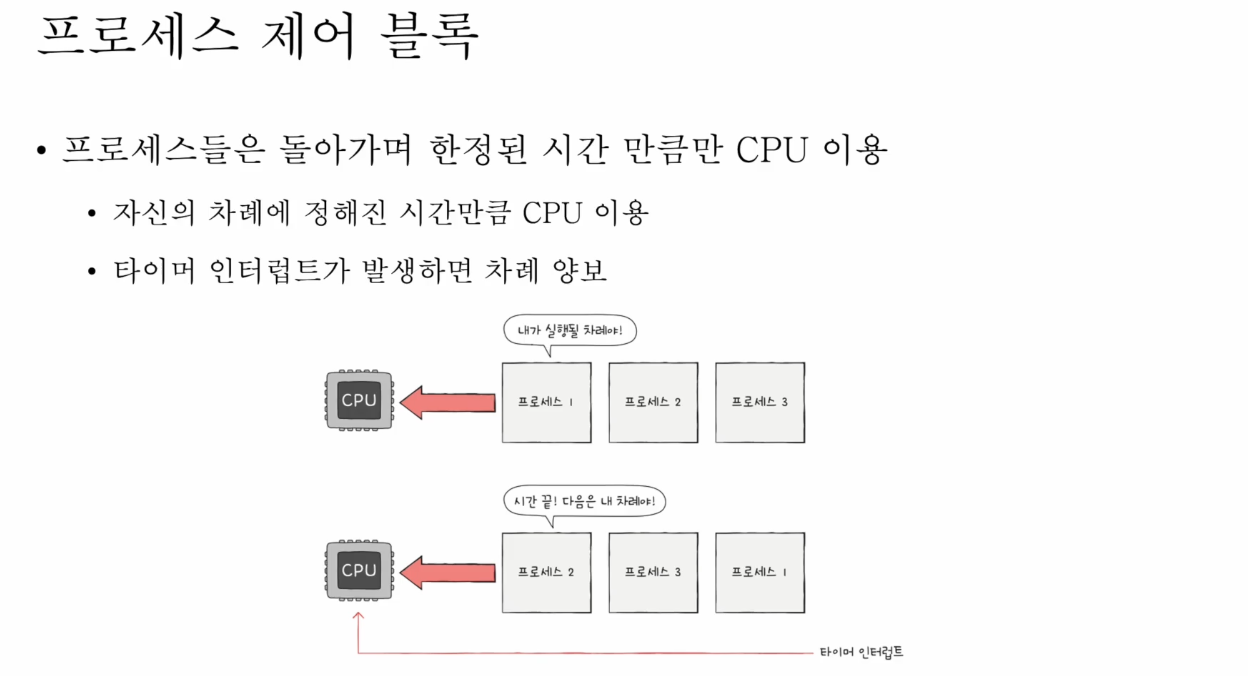 프로세스 제어 블록
• 프로세스들은 돌아가며 한정된 시간 만큼만 CPU 이용
• 자신의 차례에 정해진 시간만큼 CPU 이용
• 타이머 인터럽트가 발생하면 차례 양보
내가 실행될 차례야!
CPU
프로세스 1
프로세스 2
프로세스 3
시간 끝! 다음은 내 차례야!
CPU
프로세스 2
프로세스 3
프로세스 1
타이머 인터럽트